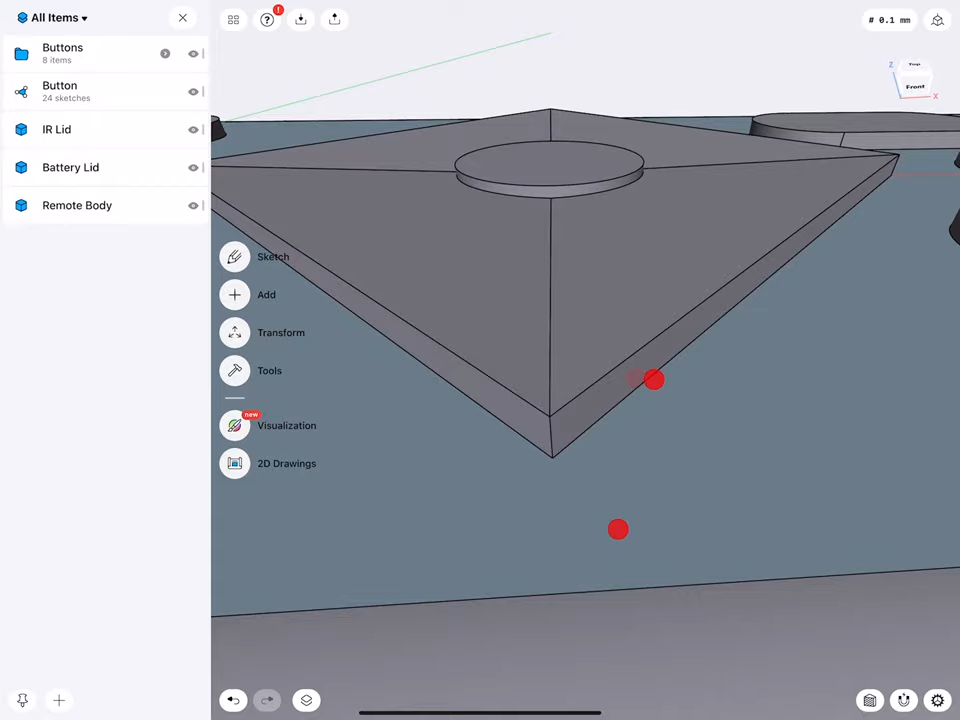 All Items ▾
Buttons
8 items
Button
24 sketches
IR Lid
Battery Lid
Remote Body
?
!
# 0.1 mm
Top
Z
Front
X
Sketch
Add
Transform
Tools
new
Visualization
2D Drawings